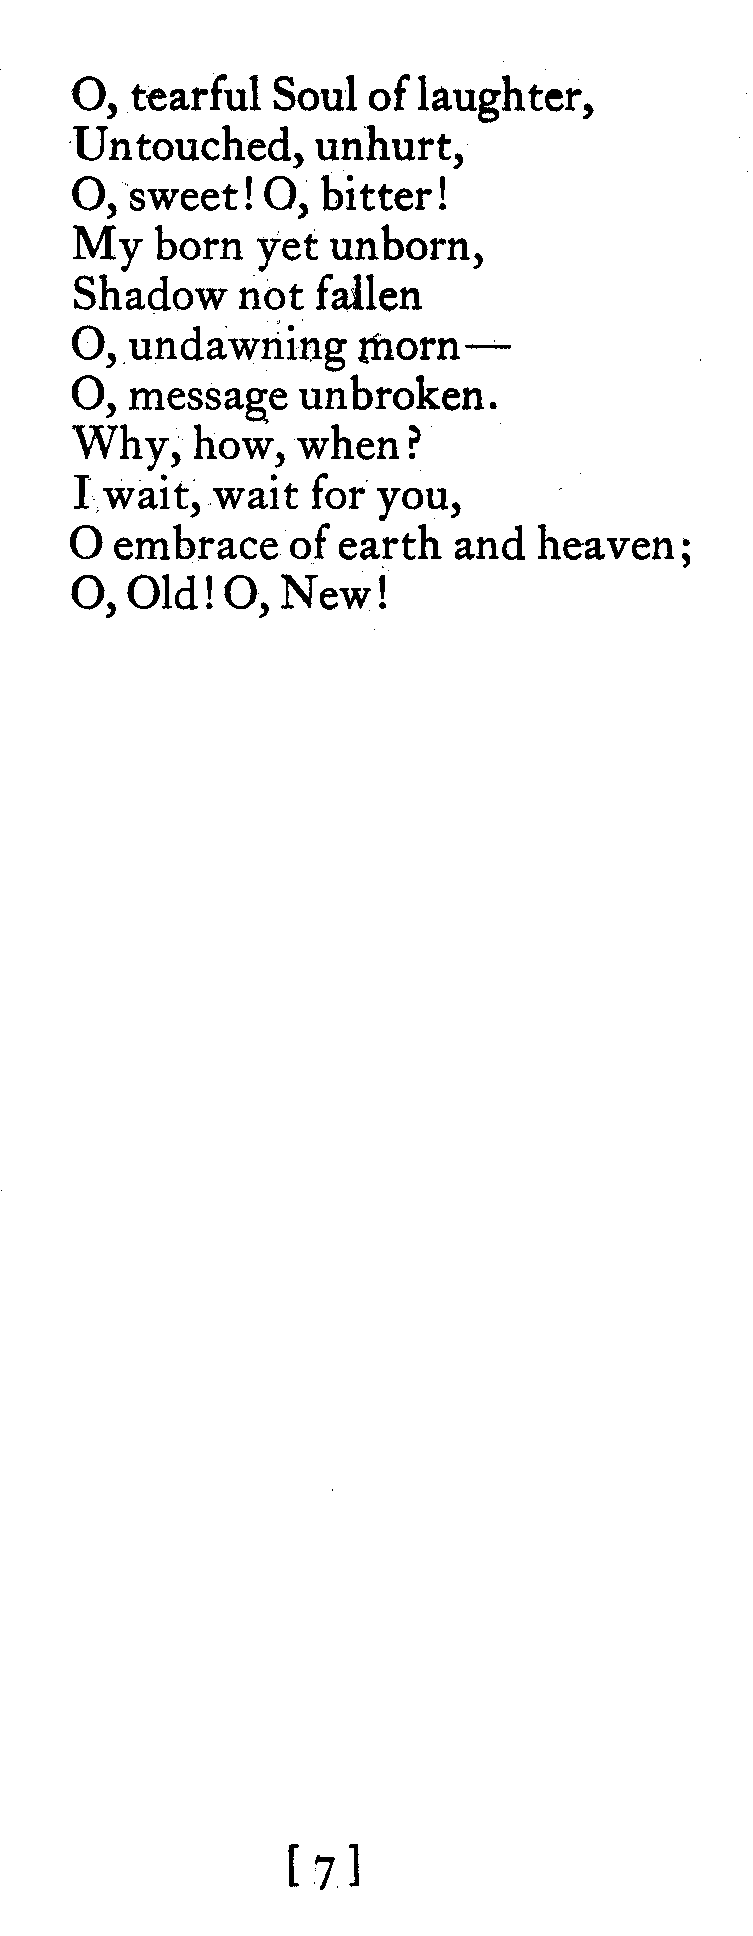 O, tearful Soul of laughter,
Untouched, unhurt,
O, sweet! O, bitter!
My born yet unborn,
Shadow not fallen
O, undawning morn—
O, message unbroken.
Why, how, when?
I wait, wait for you,
O embrace of earth and heaven;
O, Old! O, New!
[ 7 ]